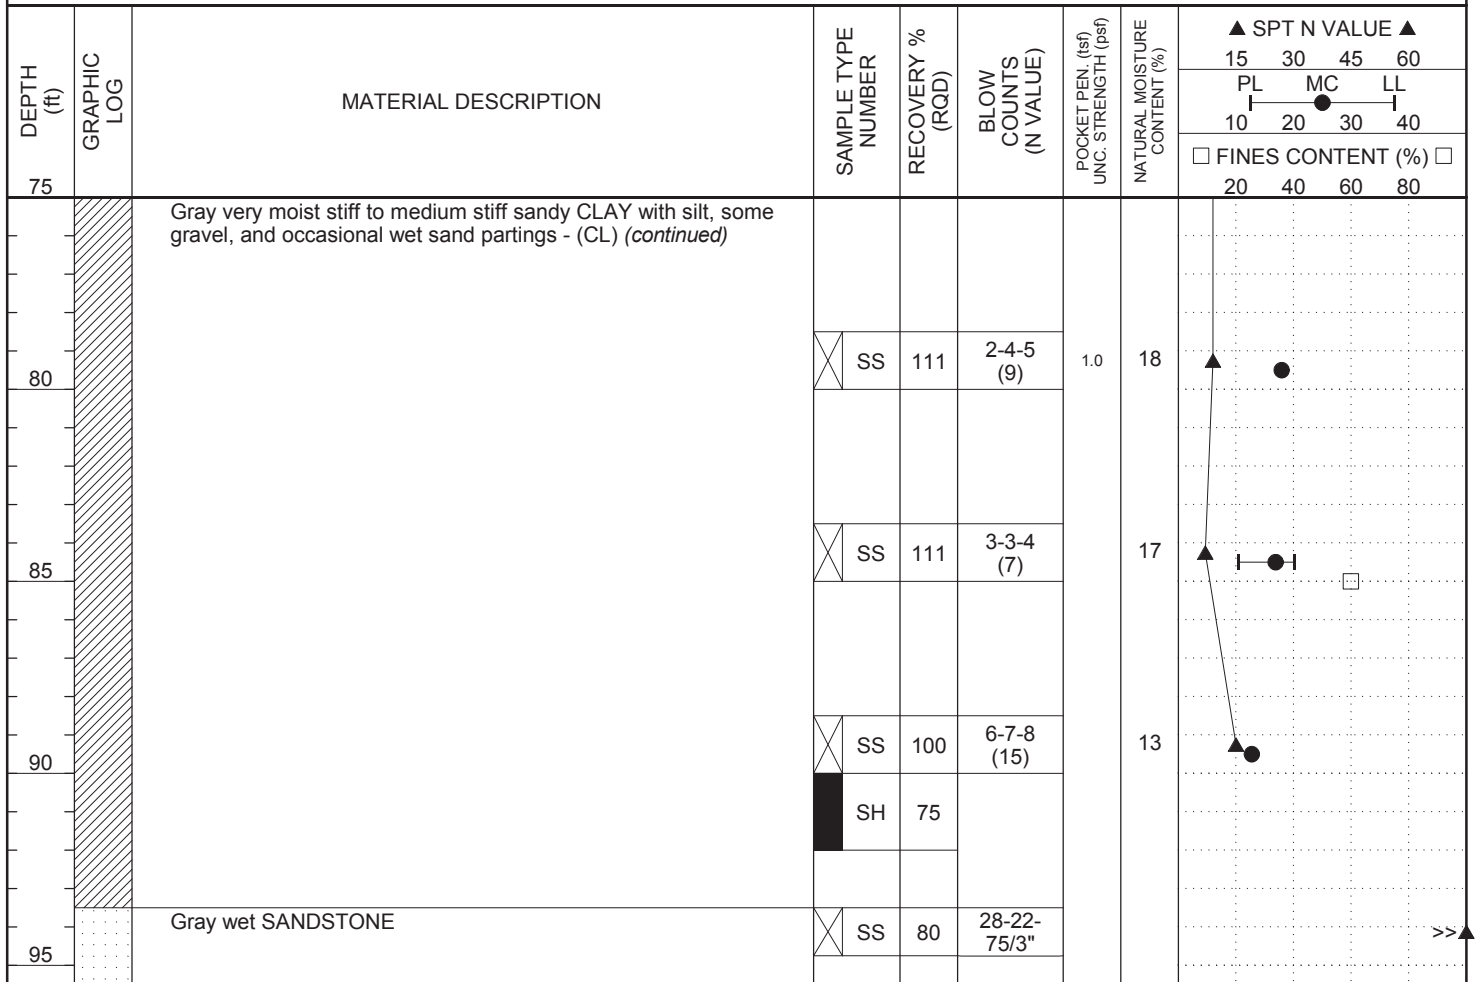 DEPTH
(ft)
GRAPHIC
LOG
MATERIAL DESCRIPTION
SAMPLE TYPE
NUMBER
RECOVERY %
(RQD)
BLOW
COUNTS
(N VALUE)
POCKET PEN. (tsf)
UNC. STRENGTH (psf)
NATURAL MOISTURE
CONTENT (%)
▲ SPT N VALUE ▲
15 30 45 60
PL MC LL
10 20 30 40
□ FINES CONTENT (%) □
20 40 60 80
75
Gray very moist stiff to medium stiff sandy CLAY with silt, some
gravel, and occasional wet sand partings - (CL) (continued)
SS 111 2-4-5
(9)
1.0 18
80
SS 111 3-3-4
(7)
17
85
SS 100 6-7-8
(15)
13
90
SH 75
Gray wet SANDSTONE
SS 80 28-22-
75/3"
>>▲
95